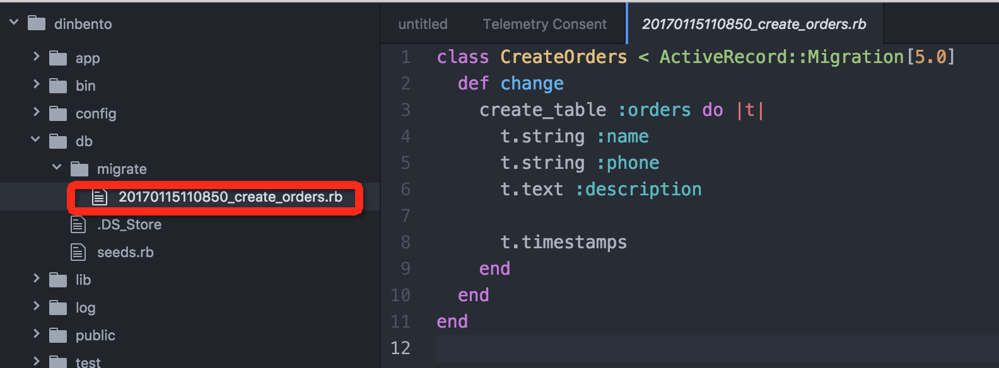 dinbento
app
bin
config
db
migrate
20170115110850_create_orders.rb
.DS_Store
seeds.rb
lib
log
public
test
untitled
Telemetry Consent
20170115110850_create_orders.rb
1 class CreateOrders < ActiveRecord::Migration[5.0]
2   def change
3     create_table :orders do |t|
4       t.string :name
5       t.string :phone
6       t.text :description
7
8       t.timestamps
9     end
10   end
11 end
12